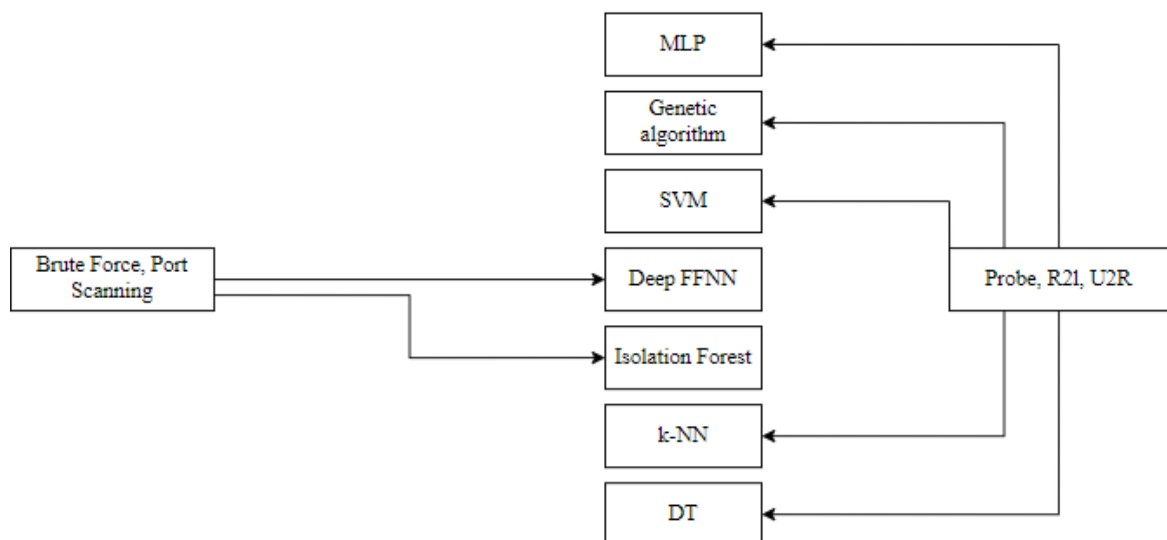 MLP
Genetic
algorithm
SVM
Brute Force, Port
Scanning
Deep FFNN
Probe, R2l, U2R
Isolation Forest
k-NN
DT